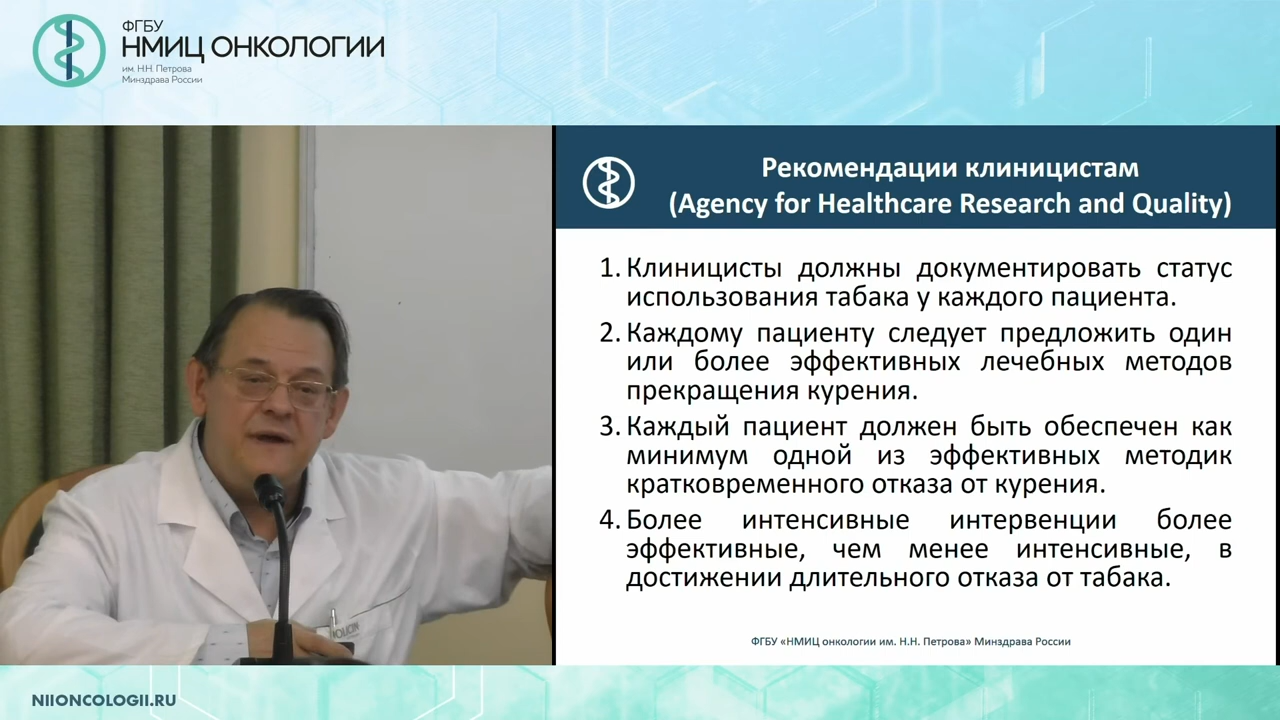 ФГБУ
НМИЦ ОНКОЛОГИИ
им. Н.Н. Петрова
Минздрава России
Рекомендации клиницистам
(Agency for Healthcare Research and Quality)
1. Клиницисты должны документировать статус
использования табака у каждого пациента.
2. Каждому пациенту следует предложить один
или более эффективных лечебных методов
прекращения курения.
3. Каждый пациент должен быть обеспечен как
минимум одной из эффективных методик
кратковременного отказа от курения.
4. Более интенсивные интервенции более
эффективные, чем менее интенсивные, в
достижении длительного отказа от табака.
ФГБУ «НМИЦ онкологии им. Н.Н. Петрова» Минздрава России
NIIONCOLOGII.RU